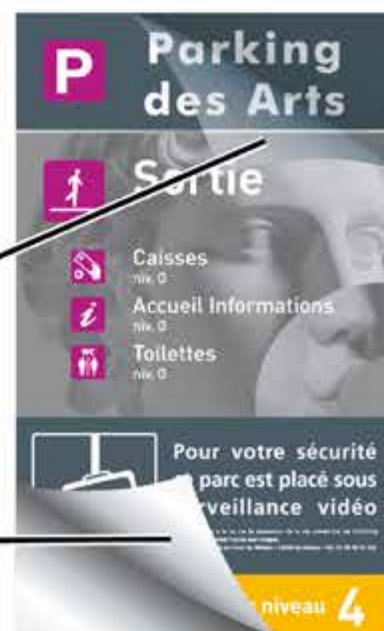 P
Parking
des Arts
Sortie
Caisses
niv. 0
Accueil Informations
niv. 0
Toilettes
niv. 0
Pour votre sécurité
parc est placé sous
rveillance vidéo
niveau 4